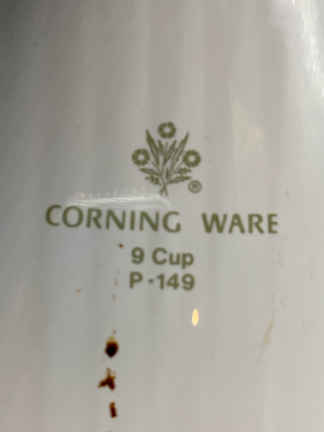 ®
CORNING WARE
9 Cup
P-149